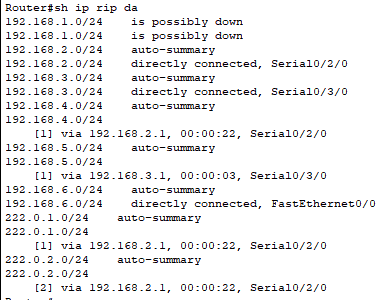 Router#sh ip rip da
192.168.1.0/24    is possibly down
192.168.1.0/24    is possibly down
192.168.2.0/24    auto-summary
192.168.2.0/24    directly connected, Serial0/2/0
192.168.3.0/24    auto-summary
192.168.3.0/24    directly connected, Serial0/3/0
192.168.4.0/24    auto-summary
192.168.4.0/24
    [1] via 192.168.2.1, 00:00:22, Serial0/2/0
192.168.5.0/24    auto-summary
192.168.5.0/24
    [1] via 192.168.3.1, 00:00:03, Serial0/3/0
192.168.6.0/24    auto-summary
192.168.6.0/24    directly connected, FastEthernet0/0
222.0.1.0/24    auto-summary
222.0.1.0/24
    [1] via 192.168.2.1, 00:00:22, Serial0/2/0
222.0.2.0/24    auto-summary
222.0.2.0/24
    [2] via 192.168.2.1, 00:00:22, Serial0/2/0